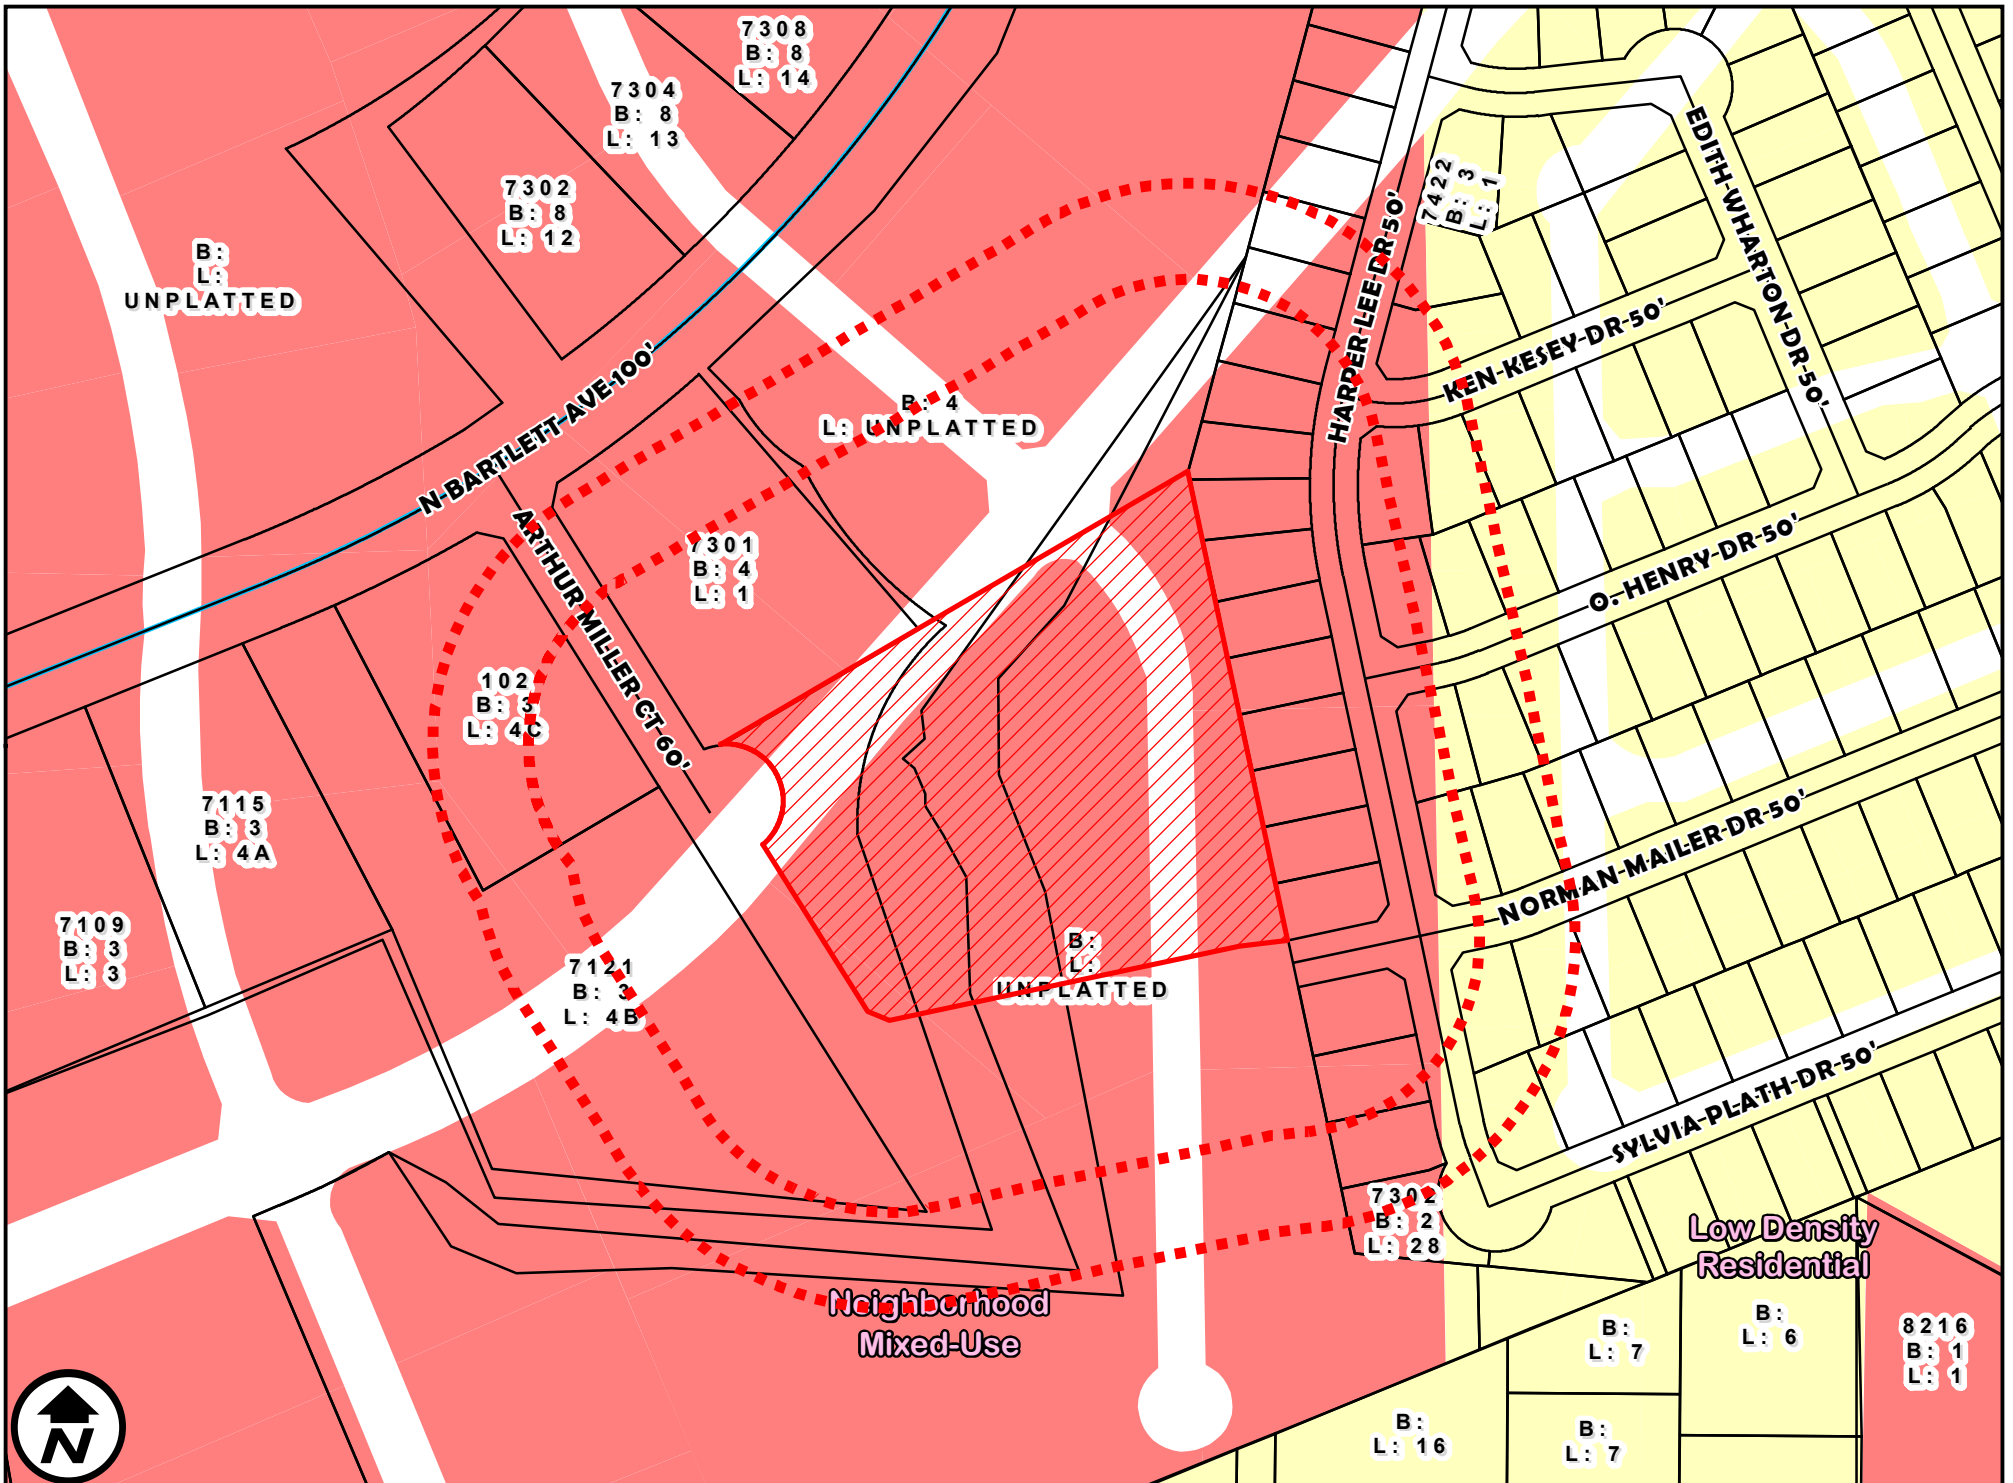 7308
B: 8
L: 14
7304
B: 8
L: 13
7302
B: 8
L: 12
B:
L:
UNPLATTED
7422
B: 3
L: 1
EDITH WHARTON DR 50'
HARPER LEE DR 50'
KEN KESEY DR 50'
N BARTLETT AVE 100'
B: 4
L: UNPLATTED
ARTHUR MILLER CT 60'
7301
B: 4
L: 1
O. HENRY DR 50'
102
B: 3
L: 4C
7115
B: 3
L: 4A
NORMAN MAILER DR 50'
7109
B: 3
L: 3
7121
B: 3
L: 4B
B:
L:
UNPLATTED
SYLVIA PLATH DR 50'
7302
B: 2
L: 28
Low Density
Residential
Neighborhood
Mixed-Use
B:
L: 7
B:
L: 6
8216
B: 1
L: 1
B:
L: 16
B:
L: 7
N